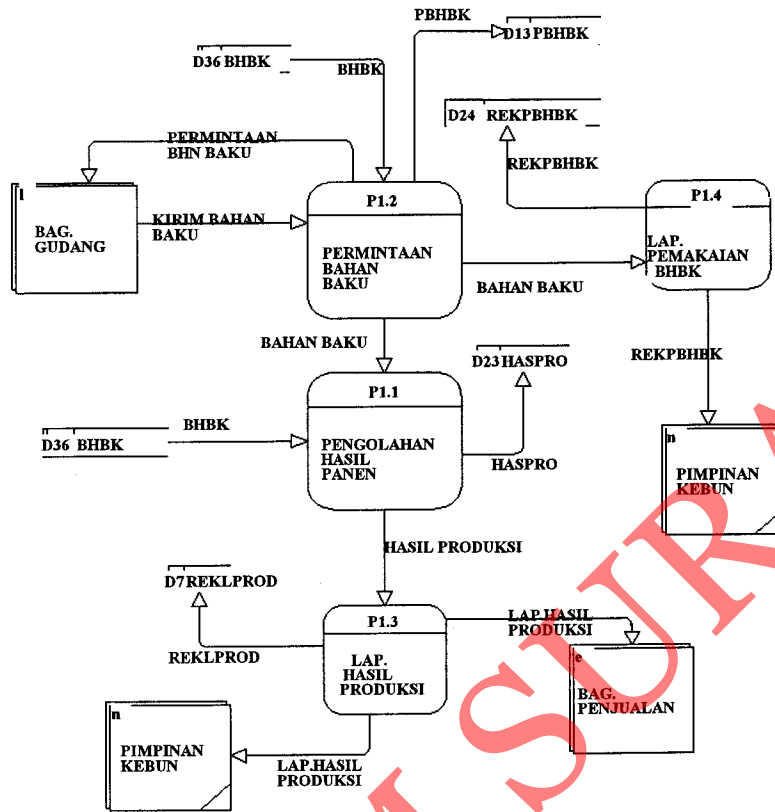 PBHBK
D13 PBHBK
D36 BHBK
BHBK
D24 REKPBHBK
PERMINTAAN
BHN BAKU
REKPBHBK
l
BAG.
GUDANG
KIRIM BAHAN
BAKU
P1.2
PERMINTAAN
BAHAN
BAKU
P1.4
LAP.
PEMAKAIAN
BHBK
BAHAN BAKU
BAHAN BAKU
REKPBHBK
D23 HASPRO
P1.1
PENGOLAHAN
HASIL
PANEN
BHBK
D36 BHBK
HASPRO
n
PIMPINAN
KEBUN
HASIL PRODUKSI
D7 REKLPROD
P1.3
LAP.
HASIL
PRODUKSI
LAP.HASIL
PRODUKSI
REKLPROD
e
BAG.
PENJUALAN
n
PIMPINAN
KEBUN
LAP.HASIL
PRODUKSI
M SURA